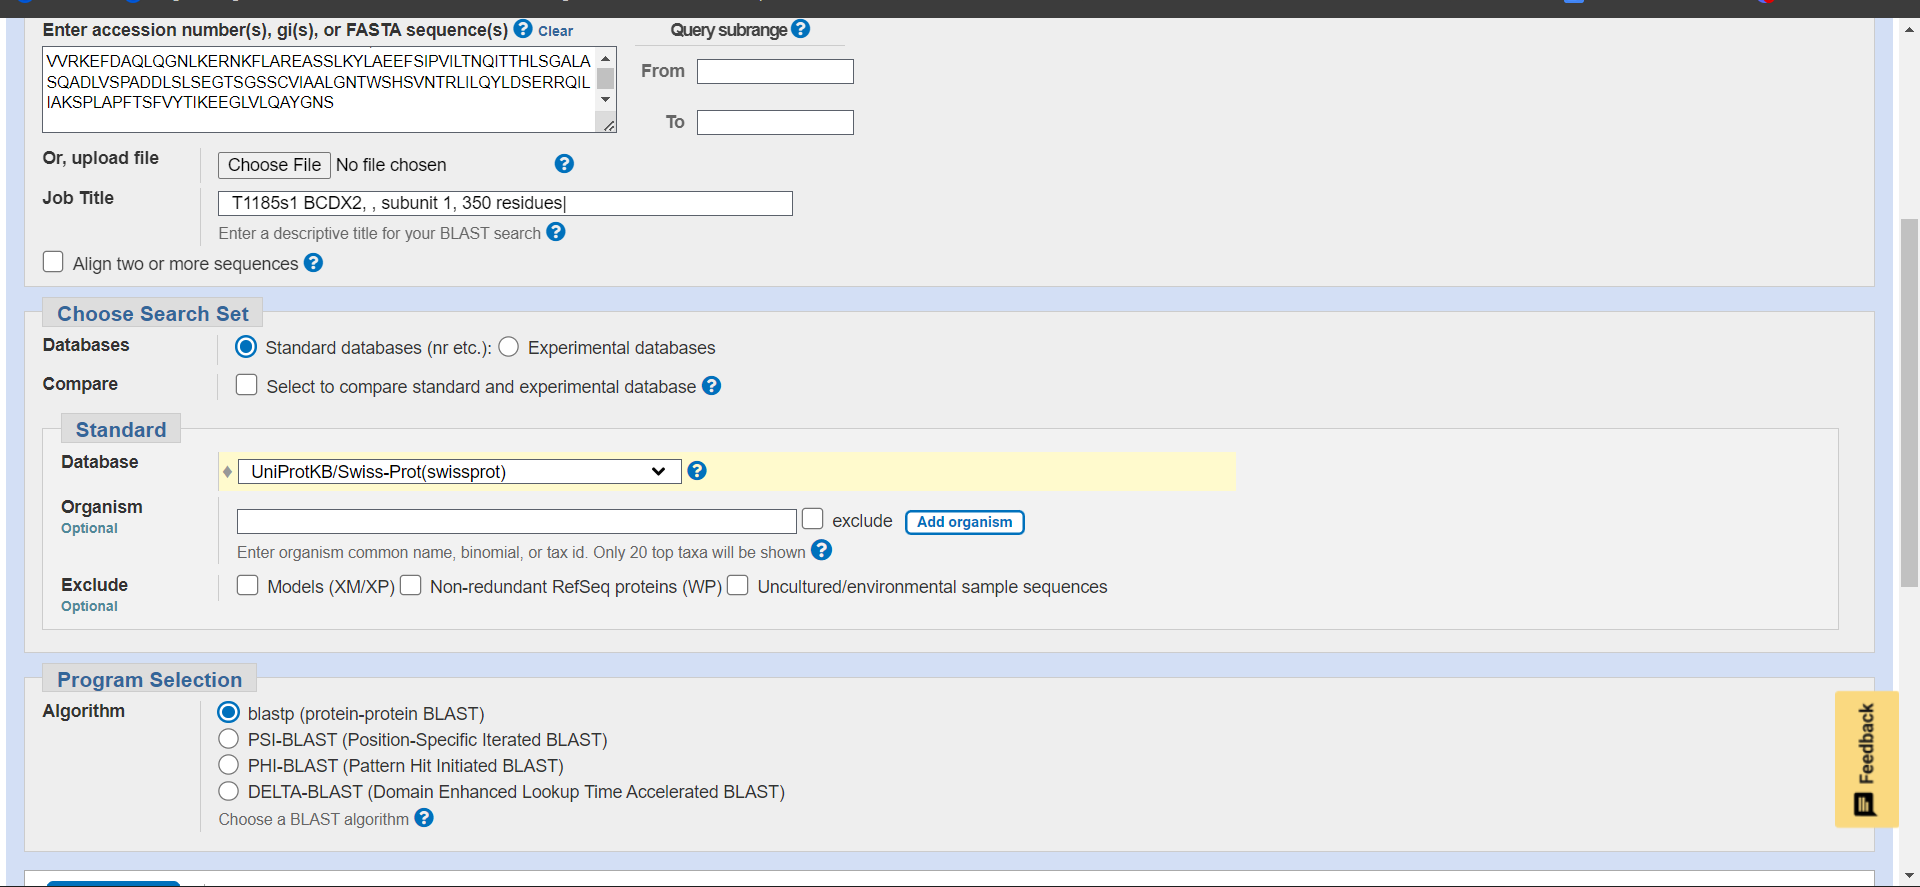 Enter accession number(s), gi(s), or FASTA sequence(s) ? Clear
Query subrange ?
VVRKEFDAQLQGNLKERNKFLAREASSLKYLAEEFSIPVILTNQITTHLSGALA
SQADLVSPADDLSLSEGTSGSSCVIAALGNTWSHSVNTRLILQYLDSERRQIL
IAKSPLAPFTSFVYTIKEEGLVLQAYGNS
From
To
Or, upload file
Choose File No file chosen ?
Job Title
T1185s1 BCDX2, , subunit 1, 350 residues
Enter a descriptive title for your BLAST search ?
Align two or more sequences ?
Choose Search Set
Databases
Standard databases (nr etc.): Experimental databases
Compare
Select to compare standard and experimental database ?
Standard
Database
UniProtKB/Swiss-Prot(swissprot) ?
Organism
Optional
exclude Add organism
Enter organism common name, binomial, or tax id. Only 20 top taxa will be shown ?
Exclude
Optional
Models (XM/XP) Non-redundant RefSeq proteins (WP) Uncultured/environmental sample sequences
Program Selection
Algorithm
blastp (protein-protein BLAST)
PSI-BLAST (Position-Specific Iterated BLAST)
PHI-BLAST (Pattern Hit Initiated BLAST)
DELTA-BLAST (Domain Enhanced Lookup Time Accelerated BLAST)
Choose a BLAST algorithm ?
Feedback